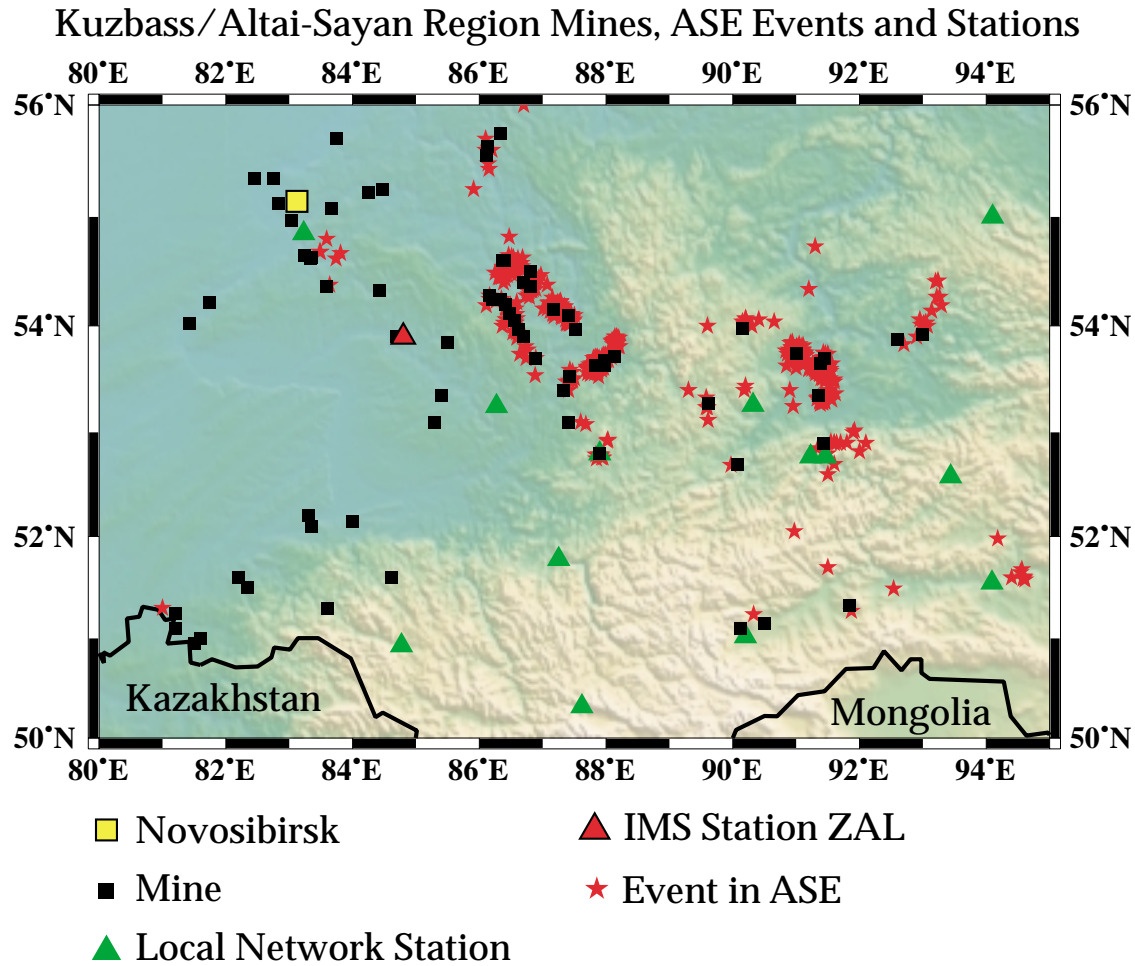 Kuzbass/Altai-Sayan Region Mines, ASE Events and Stations
80°E 82°E 84°E 86°E 88°E 90°E 92°E 94°E
56°N 56°N
54°N 54°N
52°N 52°N
Kazakhstan
Mongolia
50°N 50°N
80°E 82°E 84°E 86°E 88°E 90°E 92°E 94°E
Novosibirsk
IMS Station ZAL
Mine
Event in ASE
Local Network Station